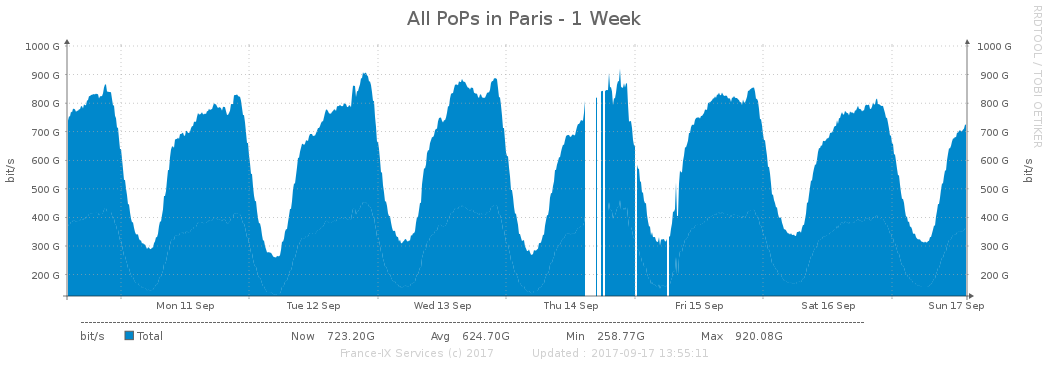 All PoPs in Paris - 1 Week
RRDTOOL / TOBI OETIKER
1000 G 1000 G
900 G 900 G
800 G 800 G
700 G 700 G
600 G 600 G
500 G 500 G
400 G 400 G
300 G 300 G
200 G 200 G
bit/s bit/s
Mon 11 Sep Tue 12 Sep Wed 13 Sep Thu 14 Sep Fri 15 Sep Sat 16 Sep Sun 17 Sep
bit/s Total Now 723.20G Avg 624.70G Min 258.77G Max 920.08G
France-IX Services (c) 2017 Updated : 2017-09-17 13:55:11